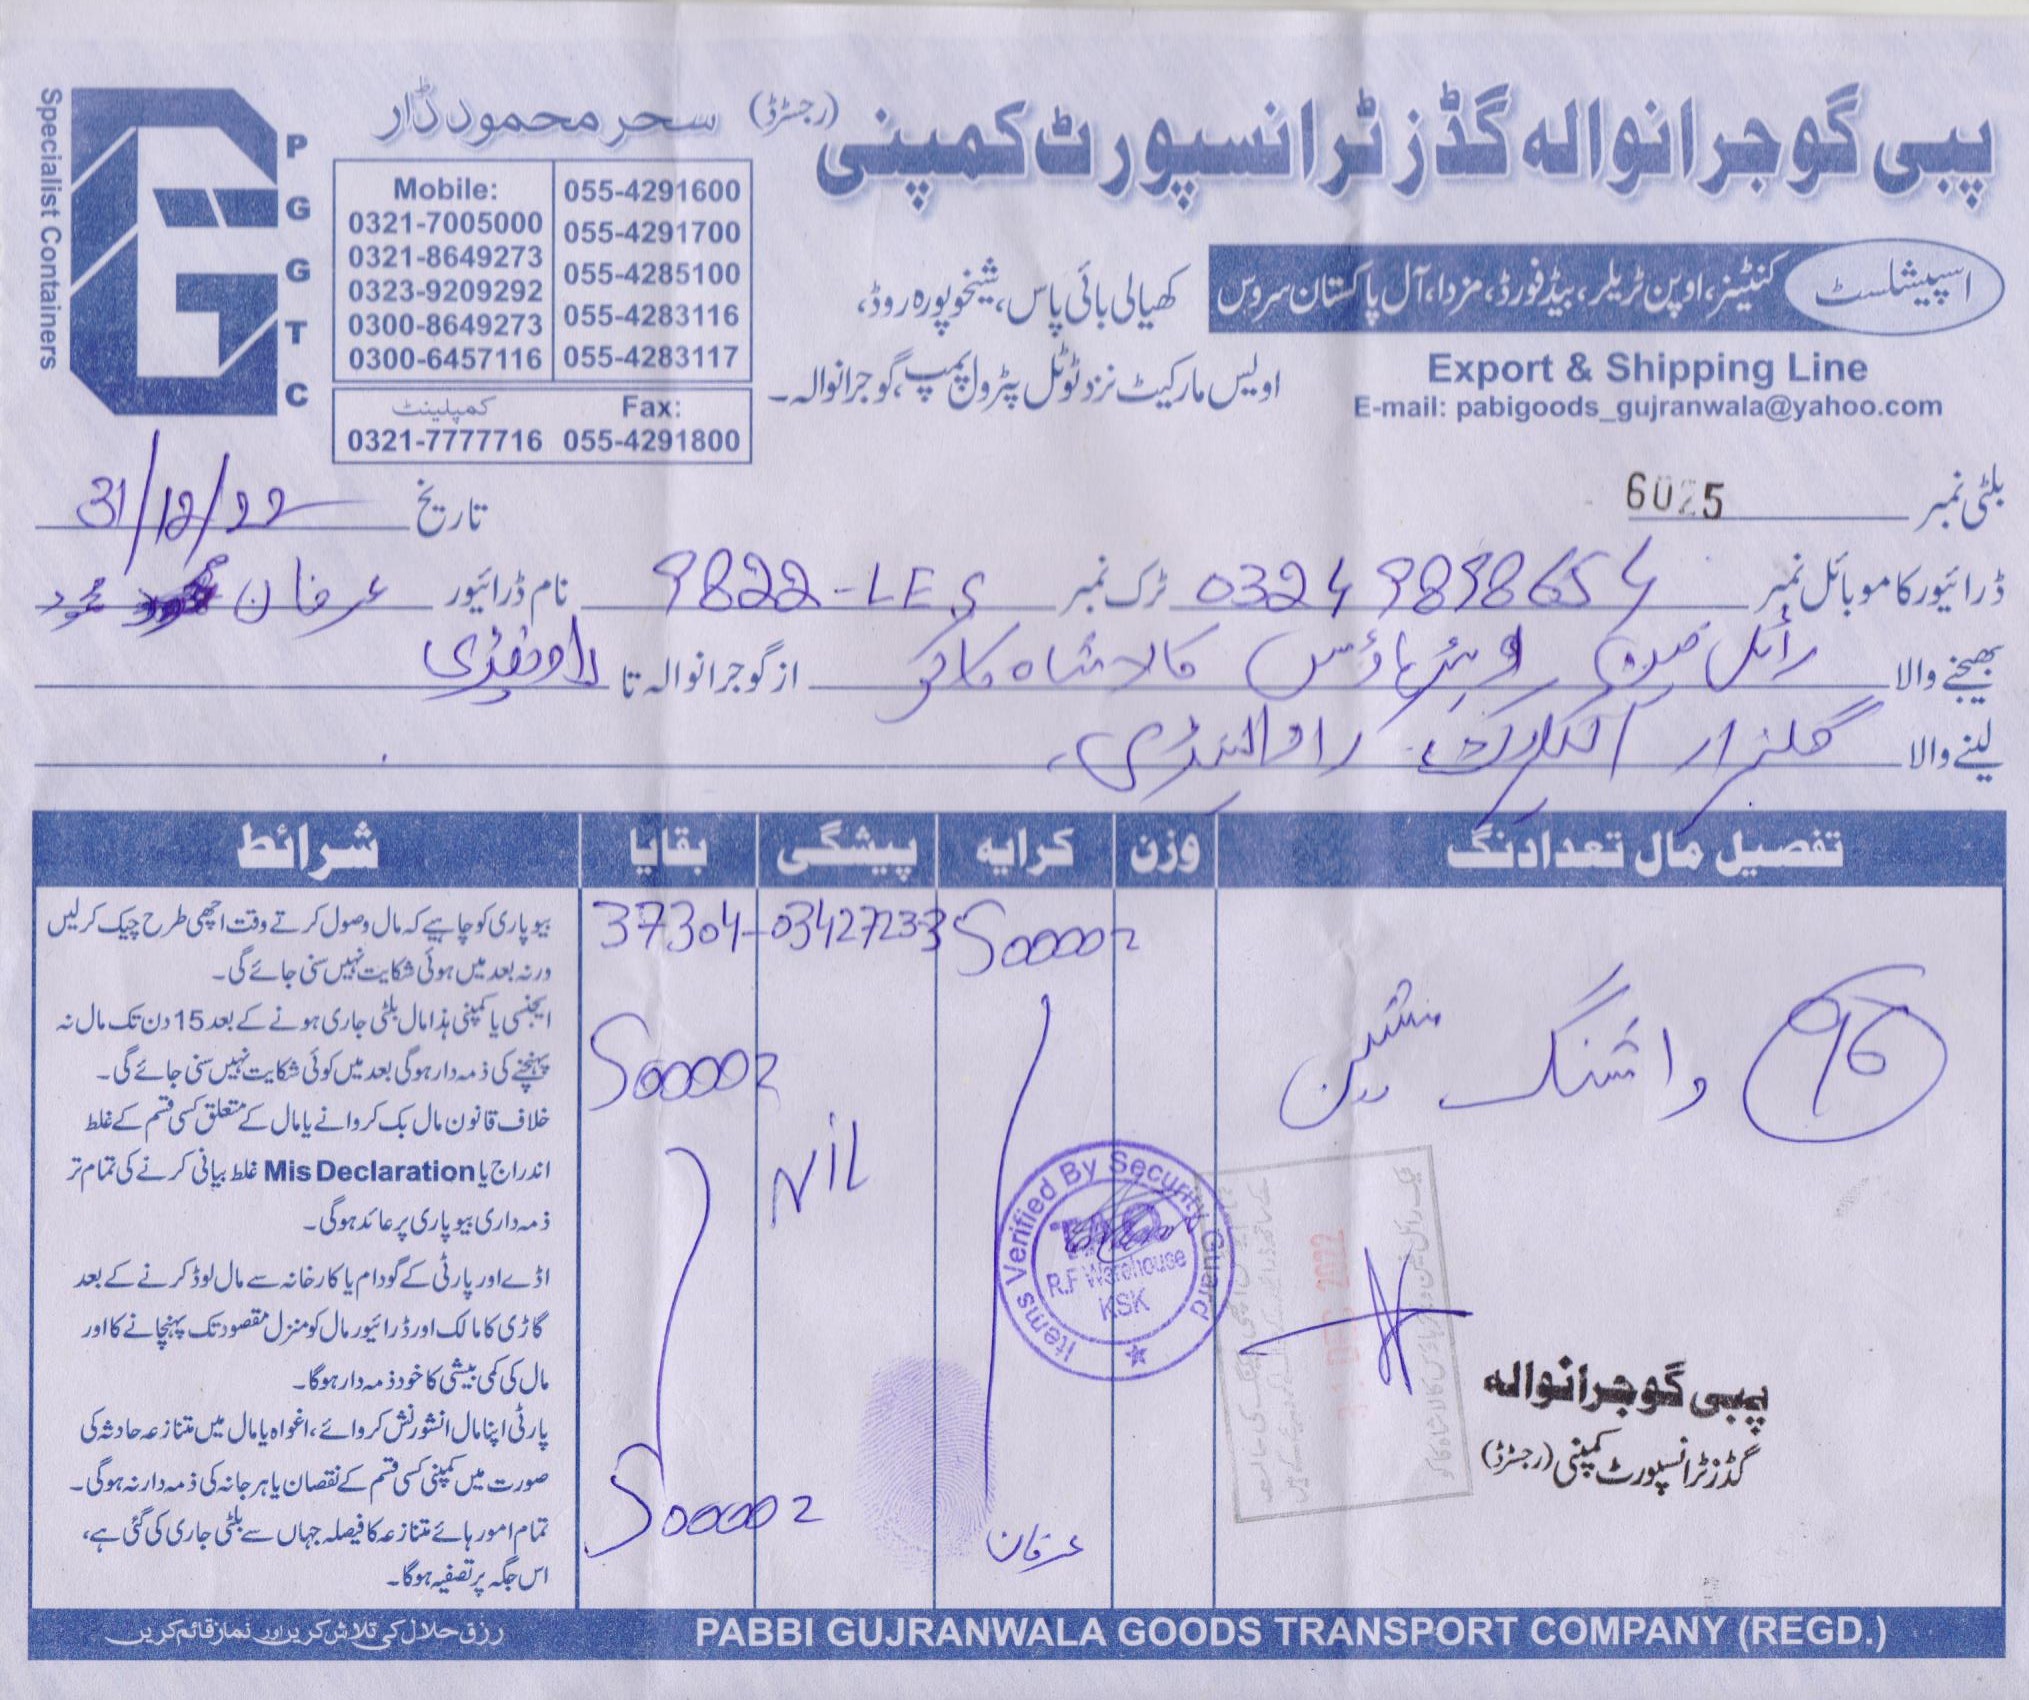 پبی گوجرانوالہ گڈز ٹرانسپورٹ کمپنی (رجسٹرڈ)
سحر محمود ڈار
P G G T C
Specialist Containers
Mobile:
0321-7005000
0321-8649273
0323-9209292
0300-8649273
0300-6457116
055-4291600
055-4291700
055-4285100
055-4283116
055-4283117
کمپلینٹ
0321-7777716
Fax:
055-4291800
اسپیشلسٹ کنٹینر، اوپن ٹریلر، بیڈفورڈ، مزدا، آل پاکستان سروس
کھیالی بائی پاس، شیخوپورہ روڈ،
اویس مارکیٹ نزد ٹوٹل پٹرول پمپ، گوجرانوالہ۔
Export & Shipping Line
E-mail: pabigoods_gujranwala@yahoo.com
بلٹی نمبر 6025
تاریخ 31/12/22
ڈرائیور کا موبائل نمبر 0324 9898654 ٹرک نمبر 9822-LES نام ڈرائیور عرفان محمود
بھیجنے والا رائل فین ویئر ہاؤس کالا شاہ کاکو از گوجرانوالہ تا راولپنڈی
لینے والا گلزار الیکٹرک راولپنڈی
تفصیل مال تعداد نگ
وزن
کرایہ
پیشگی
بقایا
شرائط
37304-03427233
50000/
96 واشنگ مشین
50000/
NIL
50000/
عرفان
Items Verified By Security Guard
R.F Warehouse
KSK
31 DEC 2022
پبی گوجرانوالہ
گڈز ٹرانسپورٹ کمپنی (رجسٹرڈ)
بیوپاری کو چاہیے کہ مال وصول کرتے وقت اچھی طرح چیک کرلیں
ورنہ بعد میں ہوئی شکایت نہیں سنی جائے گی۔
ایجنسی یا کمپنی ہذا مال بلٹی جاری ہونے کے بعد 15 دن تک مال نہ
پہنچنے کی ذمہ دار ہوگی بعد میں کوئی شکایت نہیں سنی جائے گی۔
خلاف قانون مال بک کروانے یا مال کے متعلق کسی قسم کے غلط
اندراج یا Mis Declaration غلط بیانی کرنے کی تمام تر
ذمہ داری بیوپاری پر عائد ہوگی۔
اڈے اور پارٹی کے گودام یا کارخانہ سے مال لوڈ کرنے کے بعد
گاڑی کا مالک اور ڈرائیور مال کو منزل مقصود تک پہنچانے کا اور
مال کی کمی بیشی کا خود ذمہ دار ہوگا۔
پارٹی اپنا مال انشورنش کروائے، اغواہ یا مال میں متنازعہ حادثہ کی
صورت میں کمپنی کسی قسم کے نقصان یا ہرجانہ کی ذمہ دار نہ ہوگی۔
تمام امور ہائے متنازعہ کا فیصلہ جہاں سے بلٹی جاری کی گئی ہے،
اس جگہ پر تصفیہ ہوگا۔
رزق حلال کی تلاش کریں اور نماز قائم کریں
PABBI GUJRANWALA GOODS TRANSPORT COMPANY (REGD.)